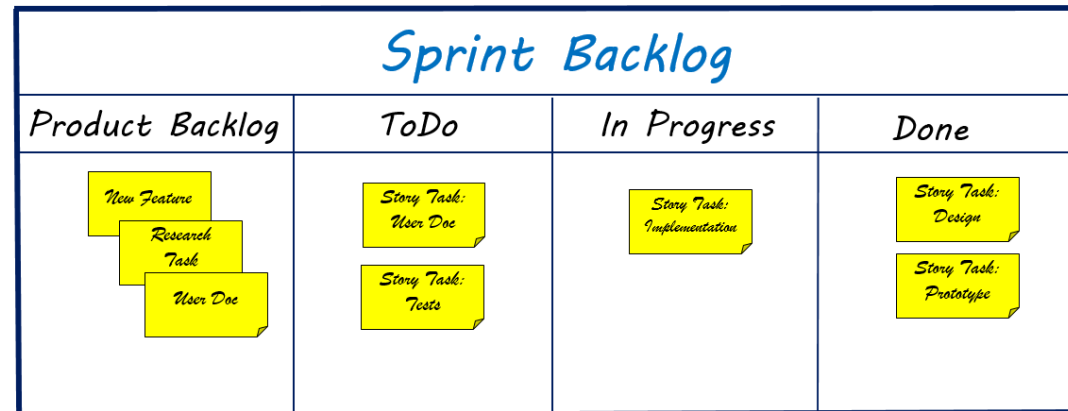 Sprint Backlog
Product Backlog
ToDo
In Progress
Done
New Feature
Research
Task
User Doc
Story Task:
User Doc
Story Task:
Tests
Story Task:
Implementation
Story Task:
Design
Story Task:
Prototype